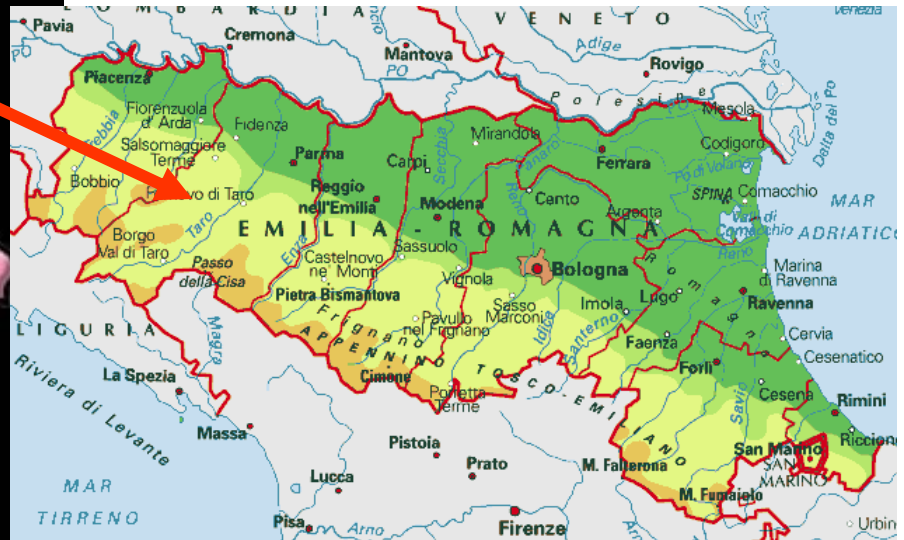 LOMBARDIA
VENETO
Venezia
Pavia
Cremona
Mantova
Adige
PO
PO
Rovigo
Polesine
Piacenza
Trebbia
Fiorenzuola
d'Arda
Fidenza
Salsomaggiore
Terme
Mirandola
Mesola
Delta del Po
Parma
Carpi
Secchia
Panaro
Ferrara
Codigoro
Po di Volano
Bobbio
vo di Taro
Reggio
nell'Emilia
Modena
Reno
Cento
Argenta
SPINA
Comacchio
Valli di
Comacchio
MAR
ADRIATICO
Taro
EMILIA - ROMAGNA
Borgo
Val di Taro
Enza
Sassuolo
Reno
Passo
della Cisa
Castelnovo
ne' Monti
Vignola
Bologna
Romagna
Marina
di Ravenna
Pietra Bismantova
Sasso
Marconi
Imola
Lugo
Ravenna
LIGURIA
Magra
Frignano
Pavullo
nel Frignano
Idice
Santerno
Faenza
Cervia
Cesenatico
APPENNINO TOSCO-EMILIANO
Forlì
Riviera di Levante
La Spezia
Cimone
Porretta
Terme
Savio
Cesena
Rimini
Massa
Pistoia
Riccione
San Marino
SAN
MARINO
Lucca
Prato
M. Falterona
M. Fumaiolo
MAR
TIRRENO
Pisa
Arno
Firenze
Urbin